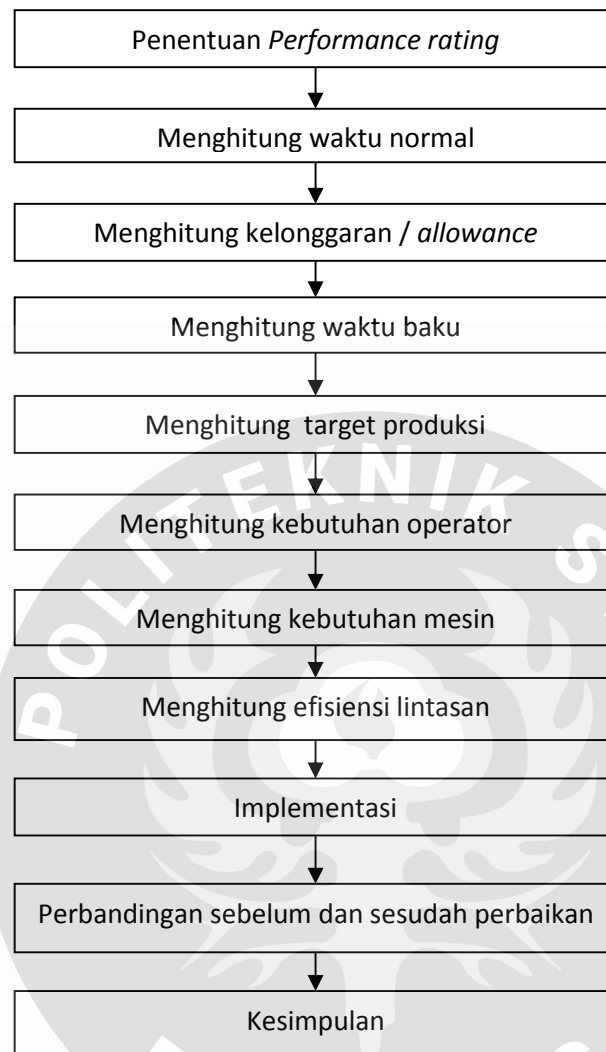 Penentuan Performance rating
Menghitung waktu normal
Menghitung kelonggaran / allowance
Menghitung waktu baku
Menghitung target produksi
POLITEKNIK S
Menghitung kebutuhan operator
Menghitung kebutuhan mesin
Menghitung efisiensi lintasan
Implementasi
Perbandingan sebelum dan sesudah perbaikan
Kesimpulan